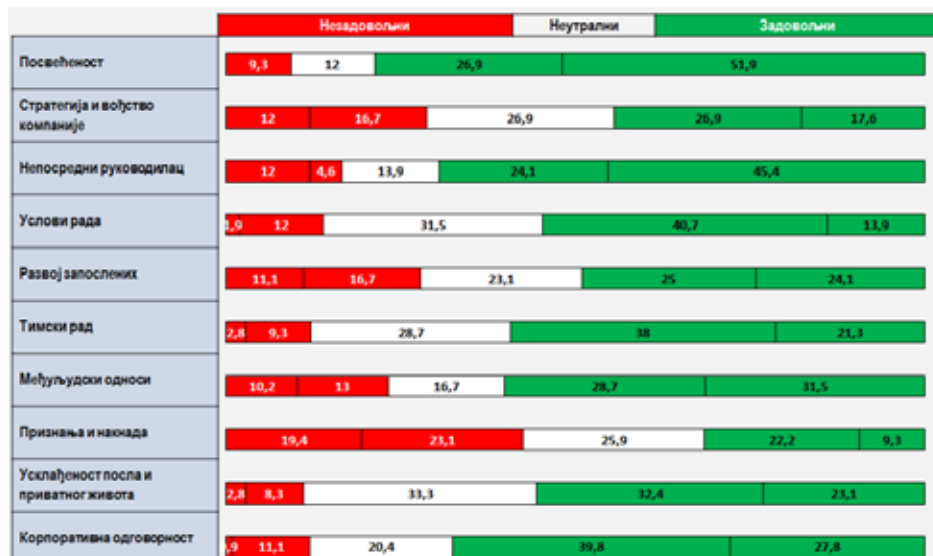 Незадовољни Неутрални Задовољни
Посвећеност 9,3 12 26,9 51,9
Стратегија и вођство
компаније 12 16,7 26,9 26,9 17,6
Непосредни руководилац 12 4,6 13,9 24,1 45,4
Услови рада 1,9 12 31,5 40,7 13,9
Развој запослених 11,1 16,7 23,1 25 24,1
Тимски рад 2,8 9,3 28,7 38 21,3
Међуљудски односи 10,2 13 16,7 28,7 31,5
Признања и накнада 19,4 23,1 25,9 22,2 9,3
Усклађеност посла и
приватног живота 2,8 8,3 33,3 32,4 23,1
Корпоративна одговорност 11,1 20,4 39,8 27,8